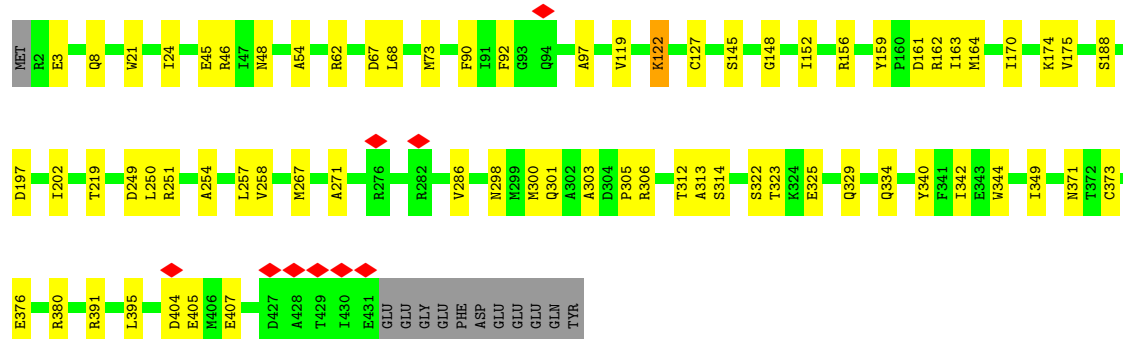 MET R2 E3 Q8 W21 I24 E45 R46 I47 N48 A54 R62 D67 L68 M73 F90 I91 F92 G93 Q94 A97 V119 K122 C127 S145 G148 I152 R156 Y159 P160 D161 R162 I163 M164 I170 K174 V175 S188
D197 I202 T219 D249 L250 R251 A254 L257 V258 M267 A271 R276 R282 V286 N298 M299 M300 Q301 A302 A303 D304 P305 R306 T312 A313 S314 S322 T323 K324 E325 Q329 Q334 Y340 F341 I342 E343 W344 I349 N371 T372 C373
E376 R380 R391 L395 D404 E405 M406 E407 D427 A428 T429 I430 E431 GLU GLU GLY GLU PHE ASP GLU GLU GLU GLN TYR